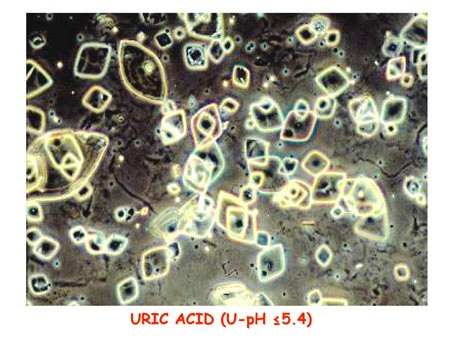 URIC ACID (U-pH ≤5.4)